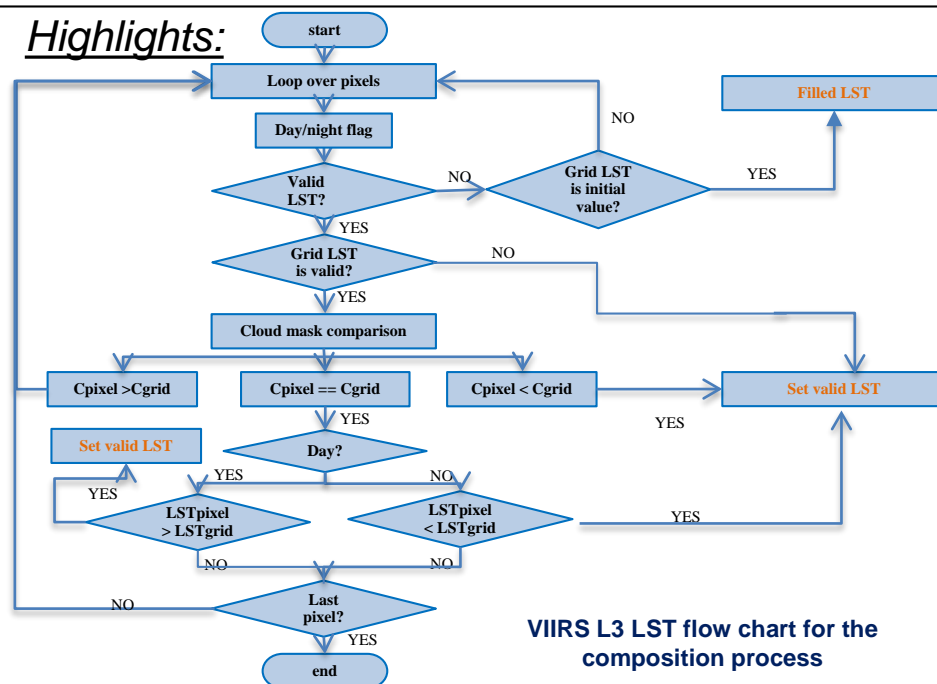 Highlights:
start
Loop over pixels
Filled LST
NO
Day/night flag
Valid
LST?
NO
Grid LST
is initial
value?
YES
YES
Grid LST
is valid?
NO
YES
Cloud mask comparison
Cpixel >Cgrid
Cpixel == Cgrid
Cpixel < Cgrid
Set valid LST
YES
YES
Set valid LST
Day?
YES
NO
YES
LSTpixel
> LSTgrid
LSTpixel
< LSTgrid
YES
NO
NO
NO
Last
pixel?
YES
end
VIIRS L3 LST flow chart for the
composition process